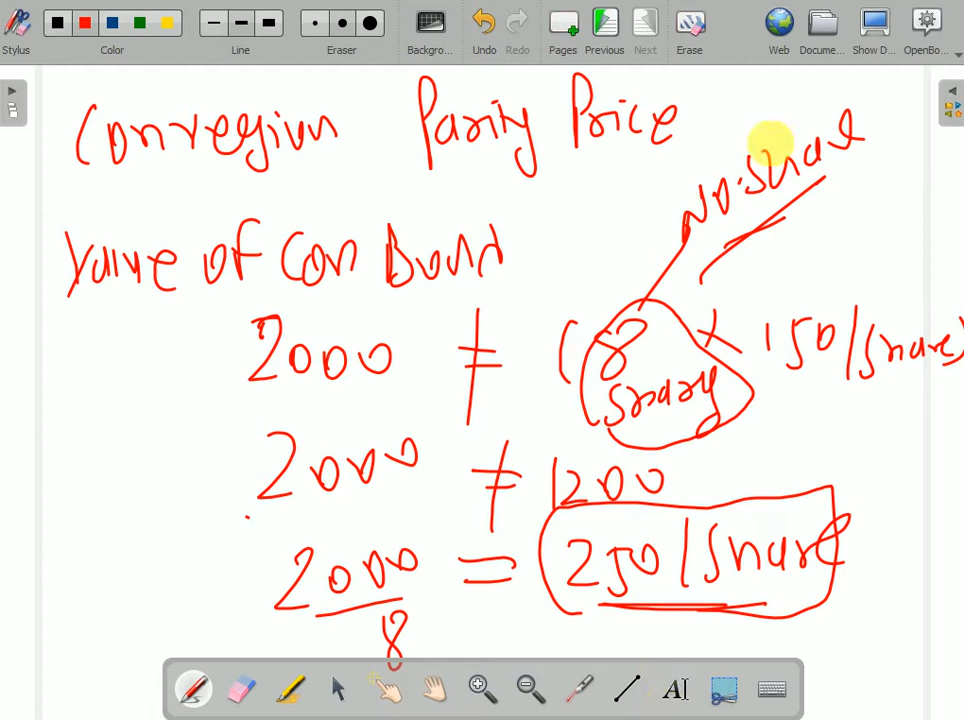 Stylus Color Line Eraser Backgro... Undo Redo Pages Previous Next Erase Web Docume... Show D... OpenBo...
Conversion Parity Price
No. Share
Value of Con Bond
2000 ≠ (8 shares × 150/share)
2000 ≠ 1200
2000/8 = 250/share
A